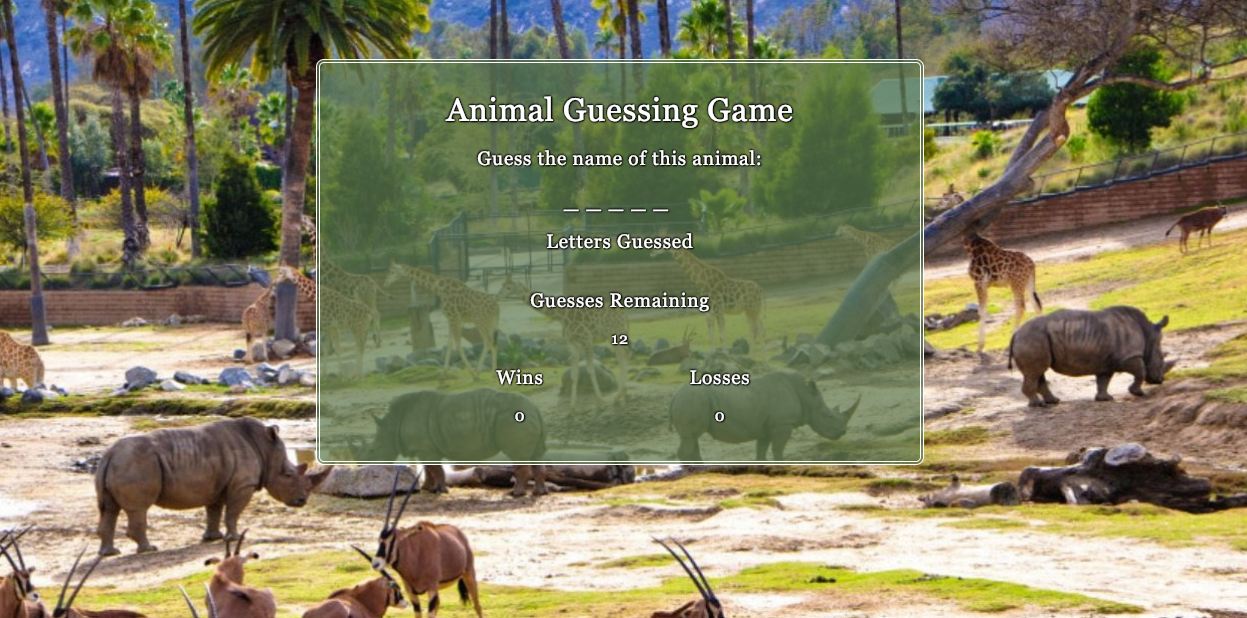 Animal Guessing Game
Guess the name of this animal:
_ _ _ _ _
Letters Guessed
Guesses Remaining
12
Wins Losses
0 0